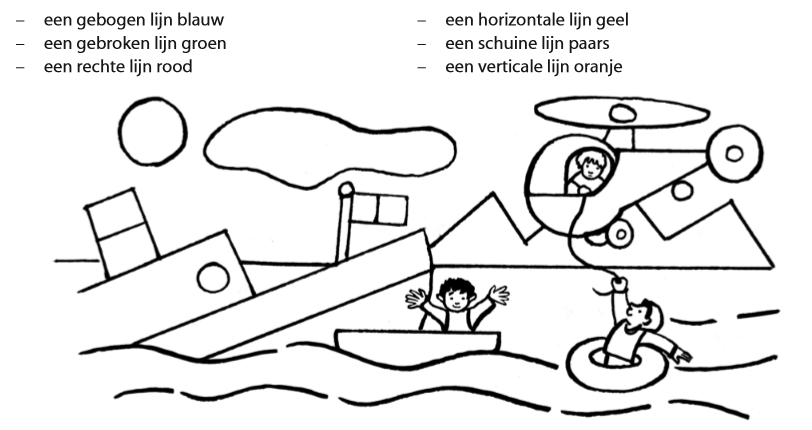 – een gebogen lijn blauw
– een gebroken lijn groen
– een rechte lijn rood
– een horizontale lijn geel
– een schuine lijn paars
– een verticale lijn oranje